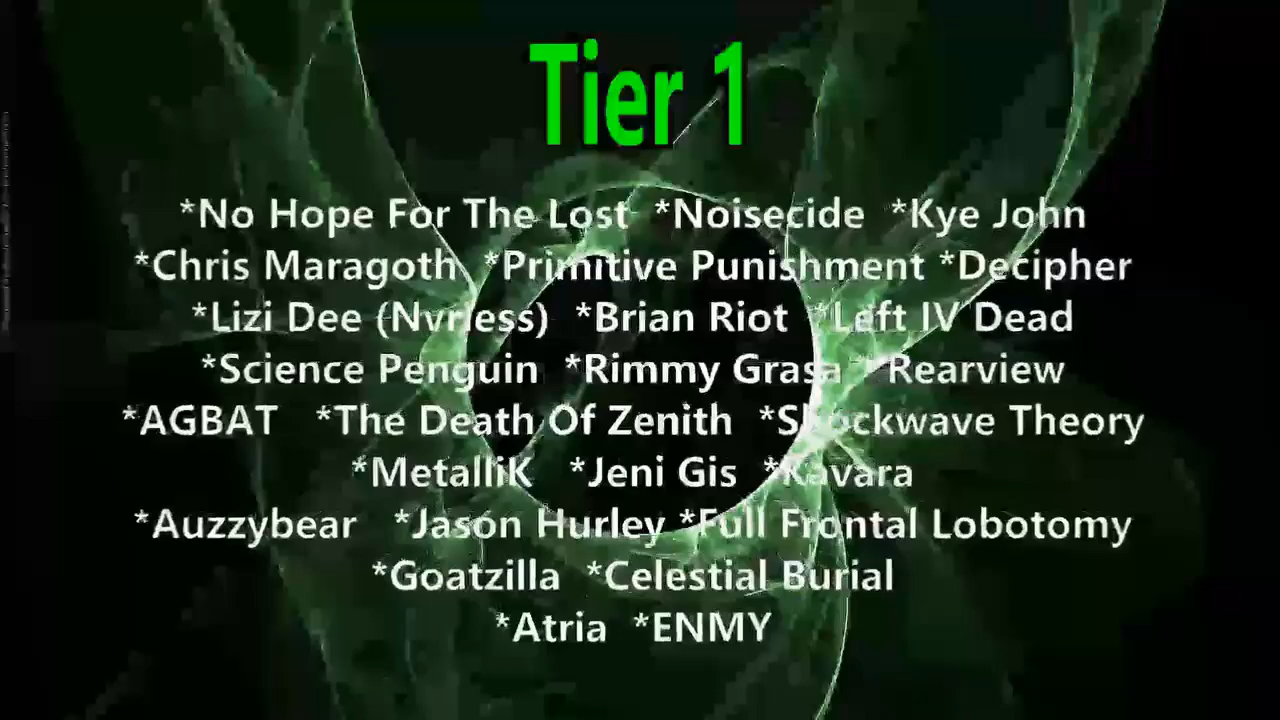 Tier 1
*No Hope For The Lost *Noisecide *Kye John
*Chris Maragoth *Primitive Punishment *Decipher
*Lizi Dee (Nvrless) *Brian Riot *Left IV Dead
*Science Penguin *Rimmy Grasa *Rearview
*AGBAT *The Death Of Zenith *Shockwave Theory
*MetalliK *Jeni Gis *Kavara
*Auzzybear *Jason Hurley *Full Frontal Lobotomy
*Goatzilla *Celestial Burial
*Atria *ENMY